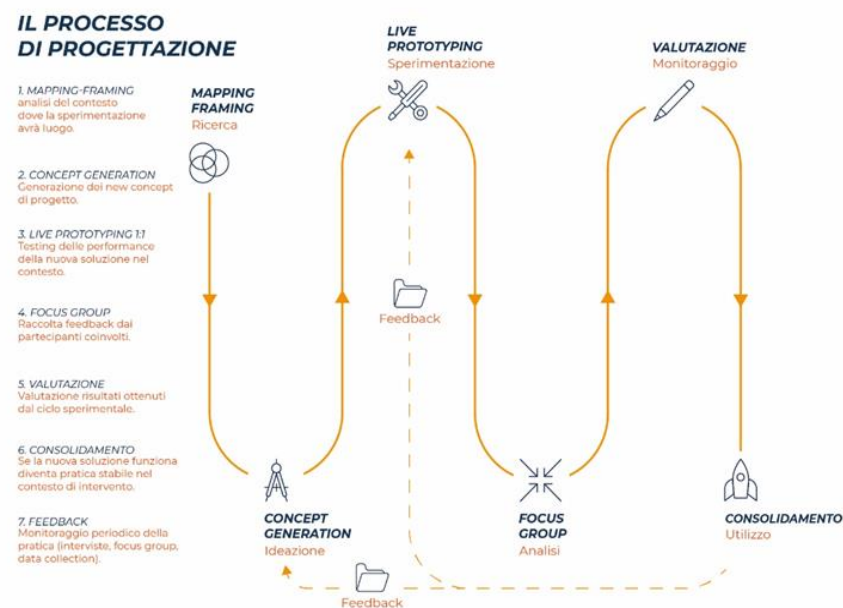 IL PROCESSO
DI PROGETTAZIONE
1. MAPPING-FRAMING
analisi del contesto
dove la sperimentazione
avrà luogo.
2. CONCEPT GENERATION
Generazione dei new concept
di progetto.
3. LIVE PROTOTYPING 1:1
Testing delle performance
della nuova soluzione nel
contesto.
4. FOCUS GROUP
Raccolta feedback dai
partecipanti coinvolti.
5. VALUTAZIONE
Valutazione risultati ottenuti
dal ciclo sperimentale.
6. CONSOLIDAMENTO
Se la nuova soluzione funziona
diventa pratica stabile nel
contesto di intervento.
7. FEEDBACK
Monitoraggio periodico della
pratica (interviste, focus group,
data collection).
MAPPING
FRAMING
Ricerca
CONCEPT
GENERATION
Ideazione
LIVE
PROTOTYPING
Sperimentazione
Feedback
FOCUS
GROUP
Analisi
VALUTAZIONE
Monitoraggio
CONSOLIDAMENTO
Utilizzo
Feedback